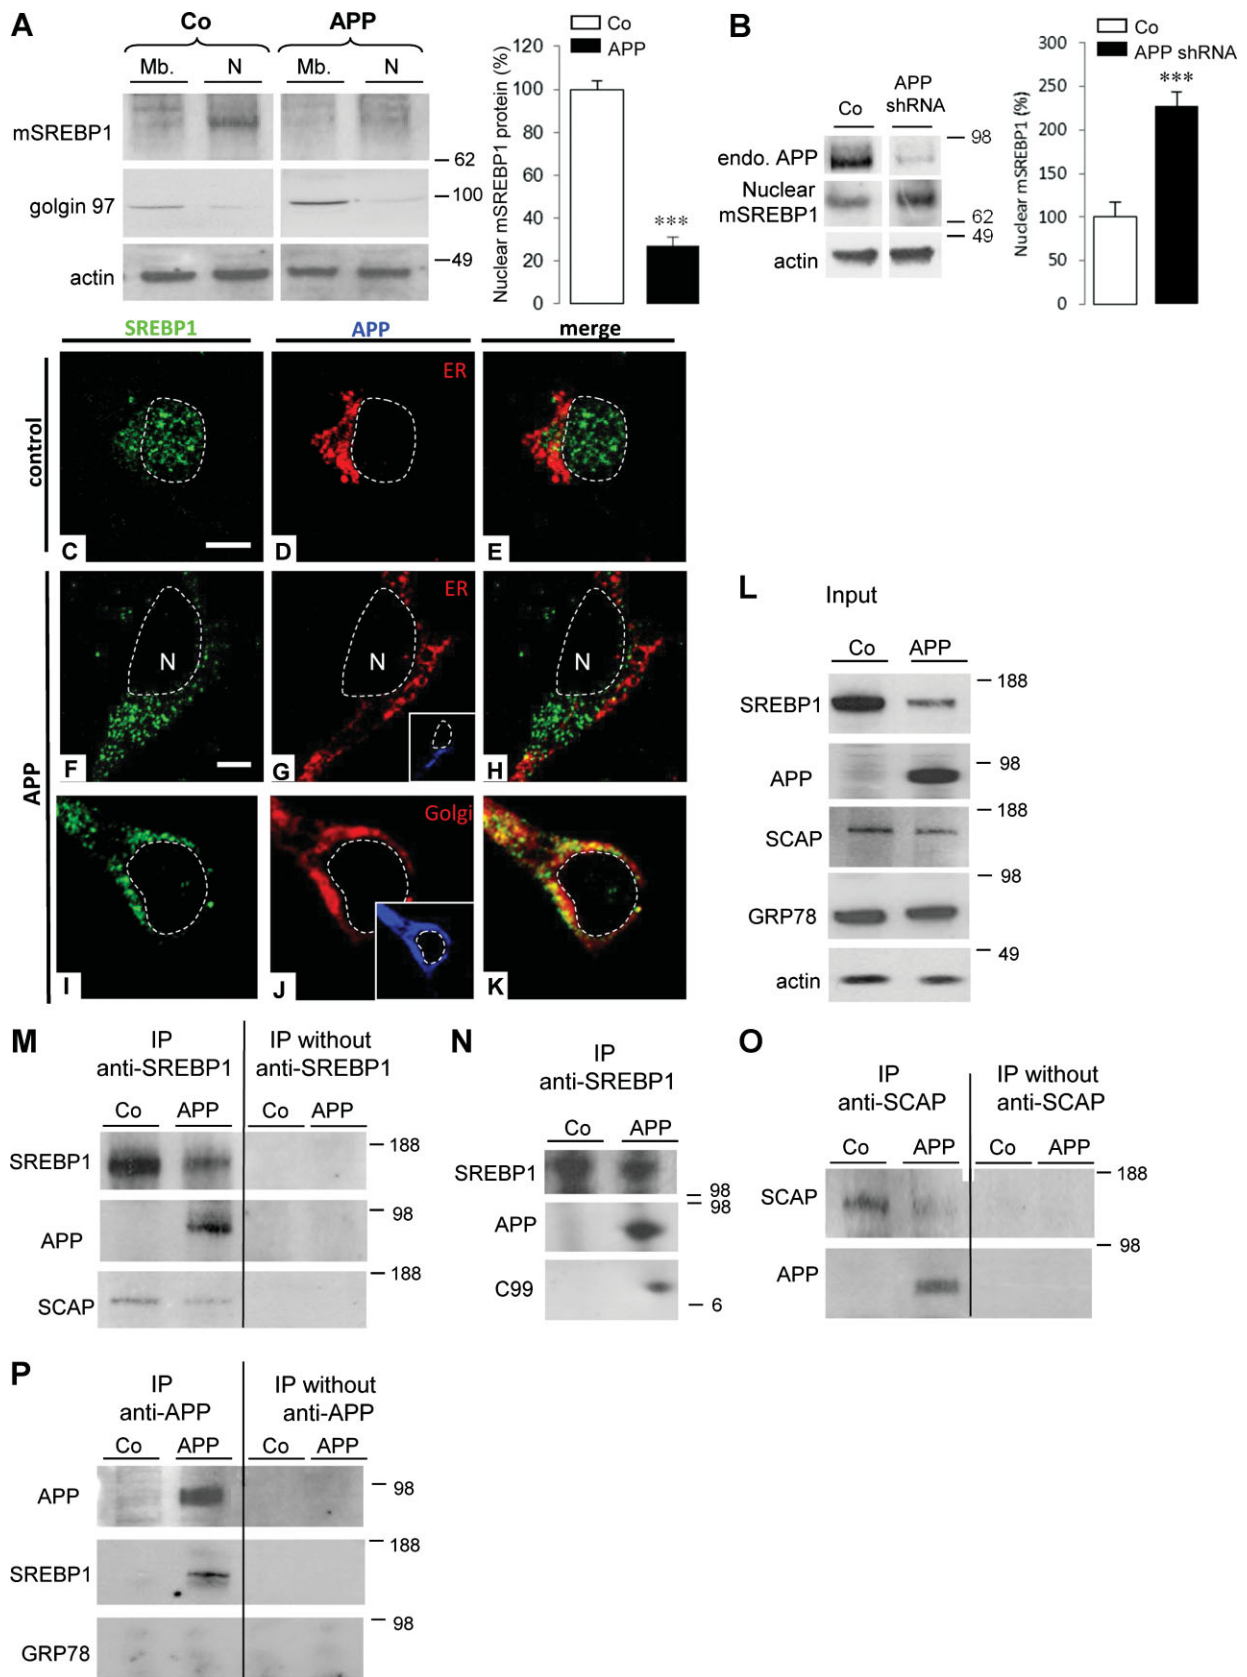 A
Co APP
Mb. N Mb. N
mSREBP1
62
golgin 97
100
actin
49
Nuclear mSREBP1 protein (%)
120
100
80
60
40
20
0
Co
APP
***
B
Co APP shRNA
endo. APP
98
Nuclear mSREBP1
62
actin
49
Nuclear mSREBP1 (%)
300
250
200
150
100
50
0
Co
APP shRNA
***
SREBP1 APP merge
control
ER
C D E
APP
ER
N N N
F G H
Golgi
I J K
L Input
Co APP
SREBP1
188
APP
98
SCAP
188
GRP78
98
actin
49
M
IP anti-SREBP1
IP without anti-SREBP1
Co APP Co APP
SREBP1
188
APP
98
SCAP
188
N
IP
anti-SREBP1
Co APP
SREBP1
98
APP
98
C99
6
O
IP anti-SCAP
IP without anti-SCAP
Co APP Co APP
SCAP
188
APP
98
P
IP anti-APP
IP without anti-APP
Co APP Co APP
APP
98
SREBP1
188
GRP78
98